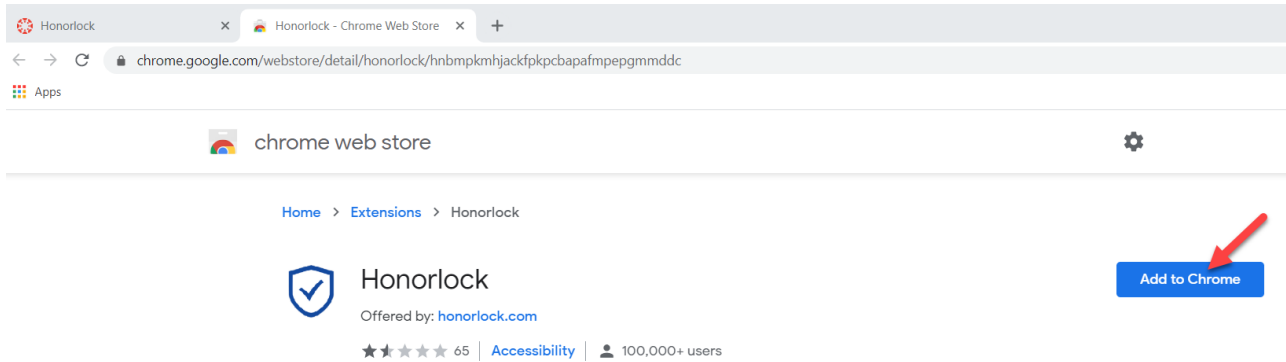 Honorlock
Honorlock - Chrome Web Store
chrome.google.com/webstore/detail/honorlock/hnbmpkmhjackfpkpcbapafmpepgmmddc
Apps
chrome web store
Home > Extensions > Honorlock
Honorlock
Add to Chrome
Offered by: honorlock.com
65 Accessibility 100,000+ users